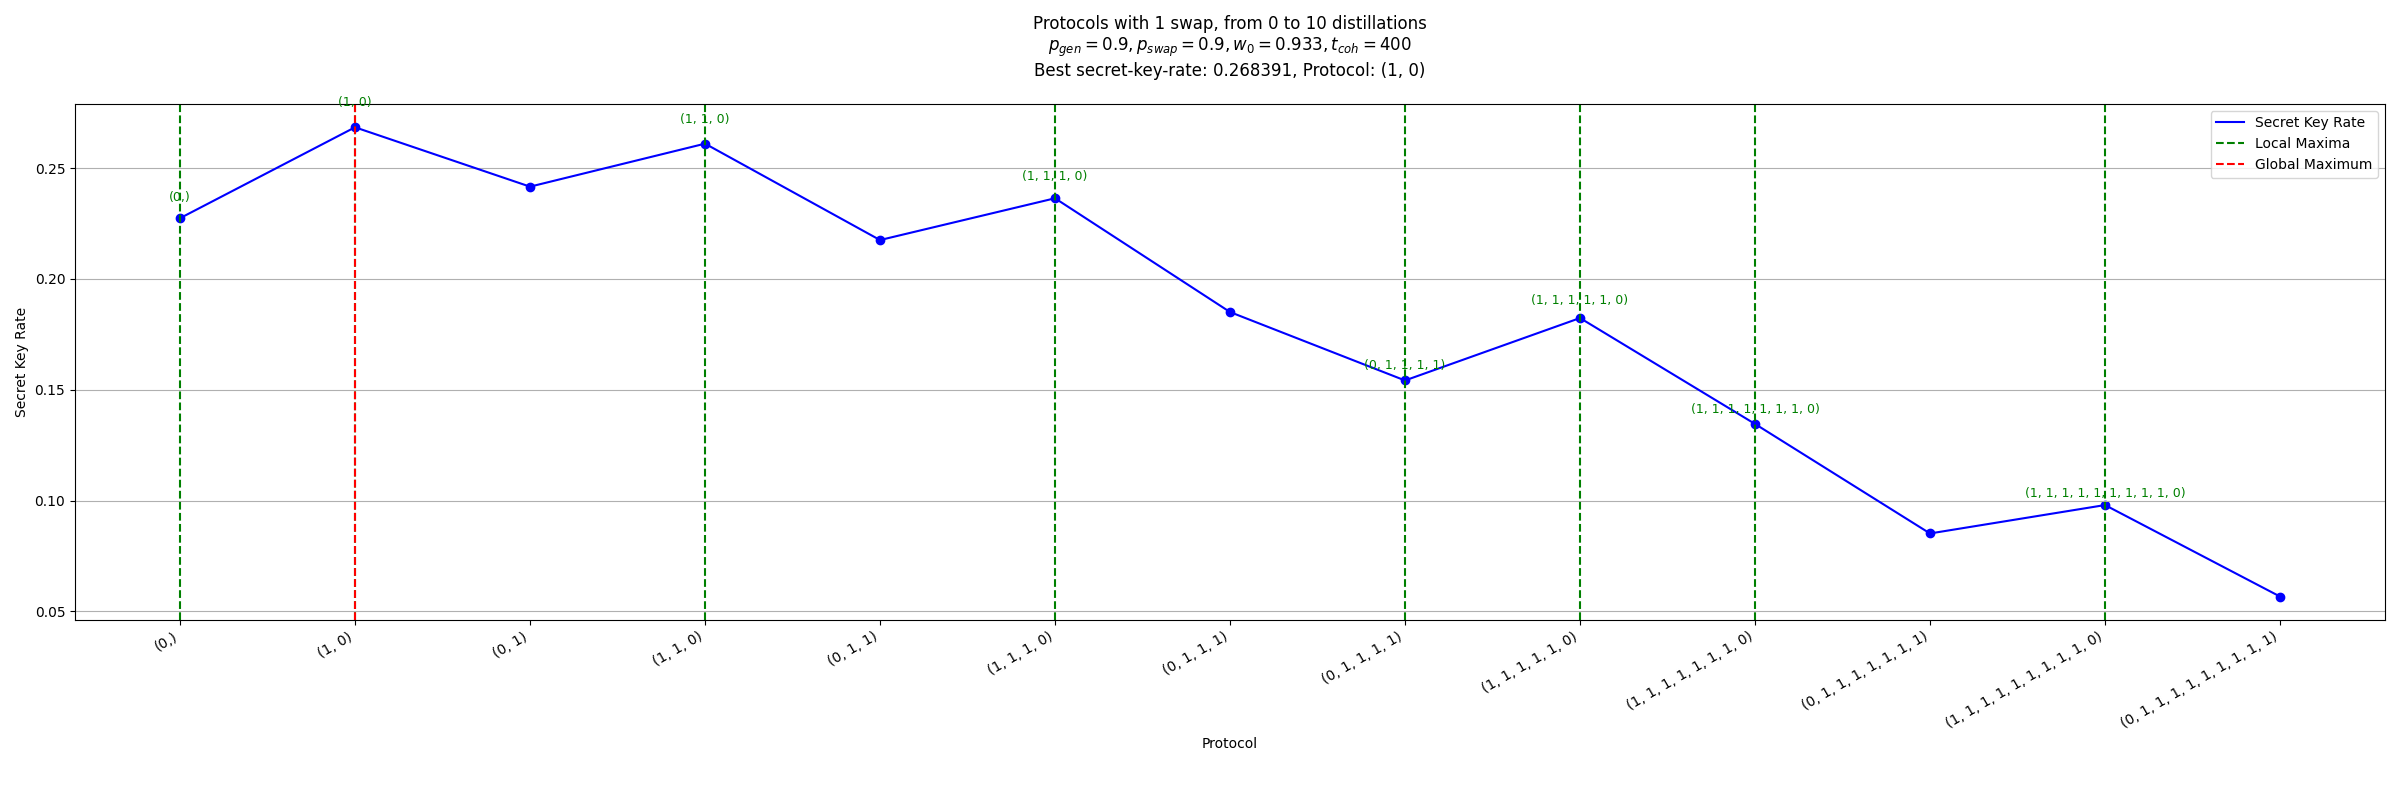 Protocols with 1 swap, from 0 to 10 distillations
p_gen = 0.9, p_swap = 0.9, w_0 = 0.933, t_coh = 400
Best secret-key-rate: 0.268391, Protocol: (1, 0)
Secret Key Rate
Local Maxima
Global Maximum
(0,)
(1, 0)
(1, 1, 0)
(1, 1, 1, 0)
(0, 1, 1, 1, 1)
(1, 1, 1, 1, 1, 0)
(1, 1, 1, 1, 1, 1, 1, 0)
(1, 1, 1, 1, 1, 1, 1, 1, 1, 0)
Secret Key Rate
0.25
0.20
0.15
0.10
0.05
(0,)
(1, 0)
(0, 1)
(1, 1, 0)
(0, 1, 1)
(1, 1, 1, 0)
(0, 1, 1, 1)
(0, 1, 1, 1, 1)
(1, 1, 1, 1, 1, 0)
(1, 1, 1, 1, 1, 1, 1, 0)
(0, 1, 1, 1, 1, 1, 1, 1)
(1, 1, 1, 1, 1, 1, 1, 1, 1, 0)
(0, 1, 1, 1, 1, 1, 1, 1, 1, 1)
Protocol